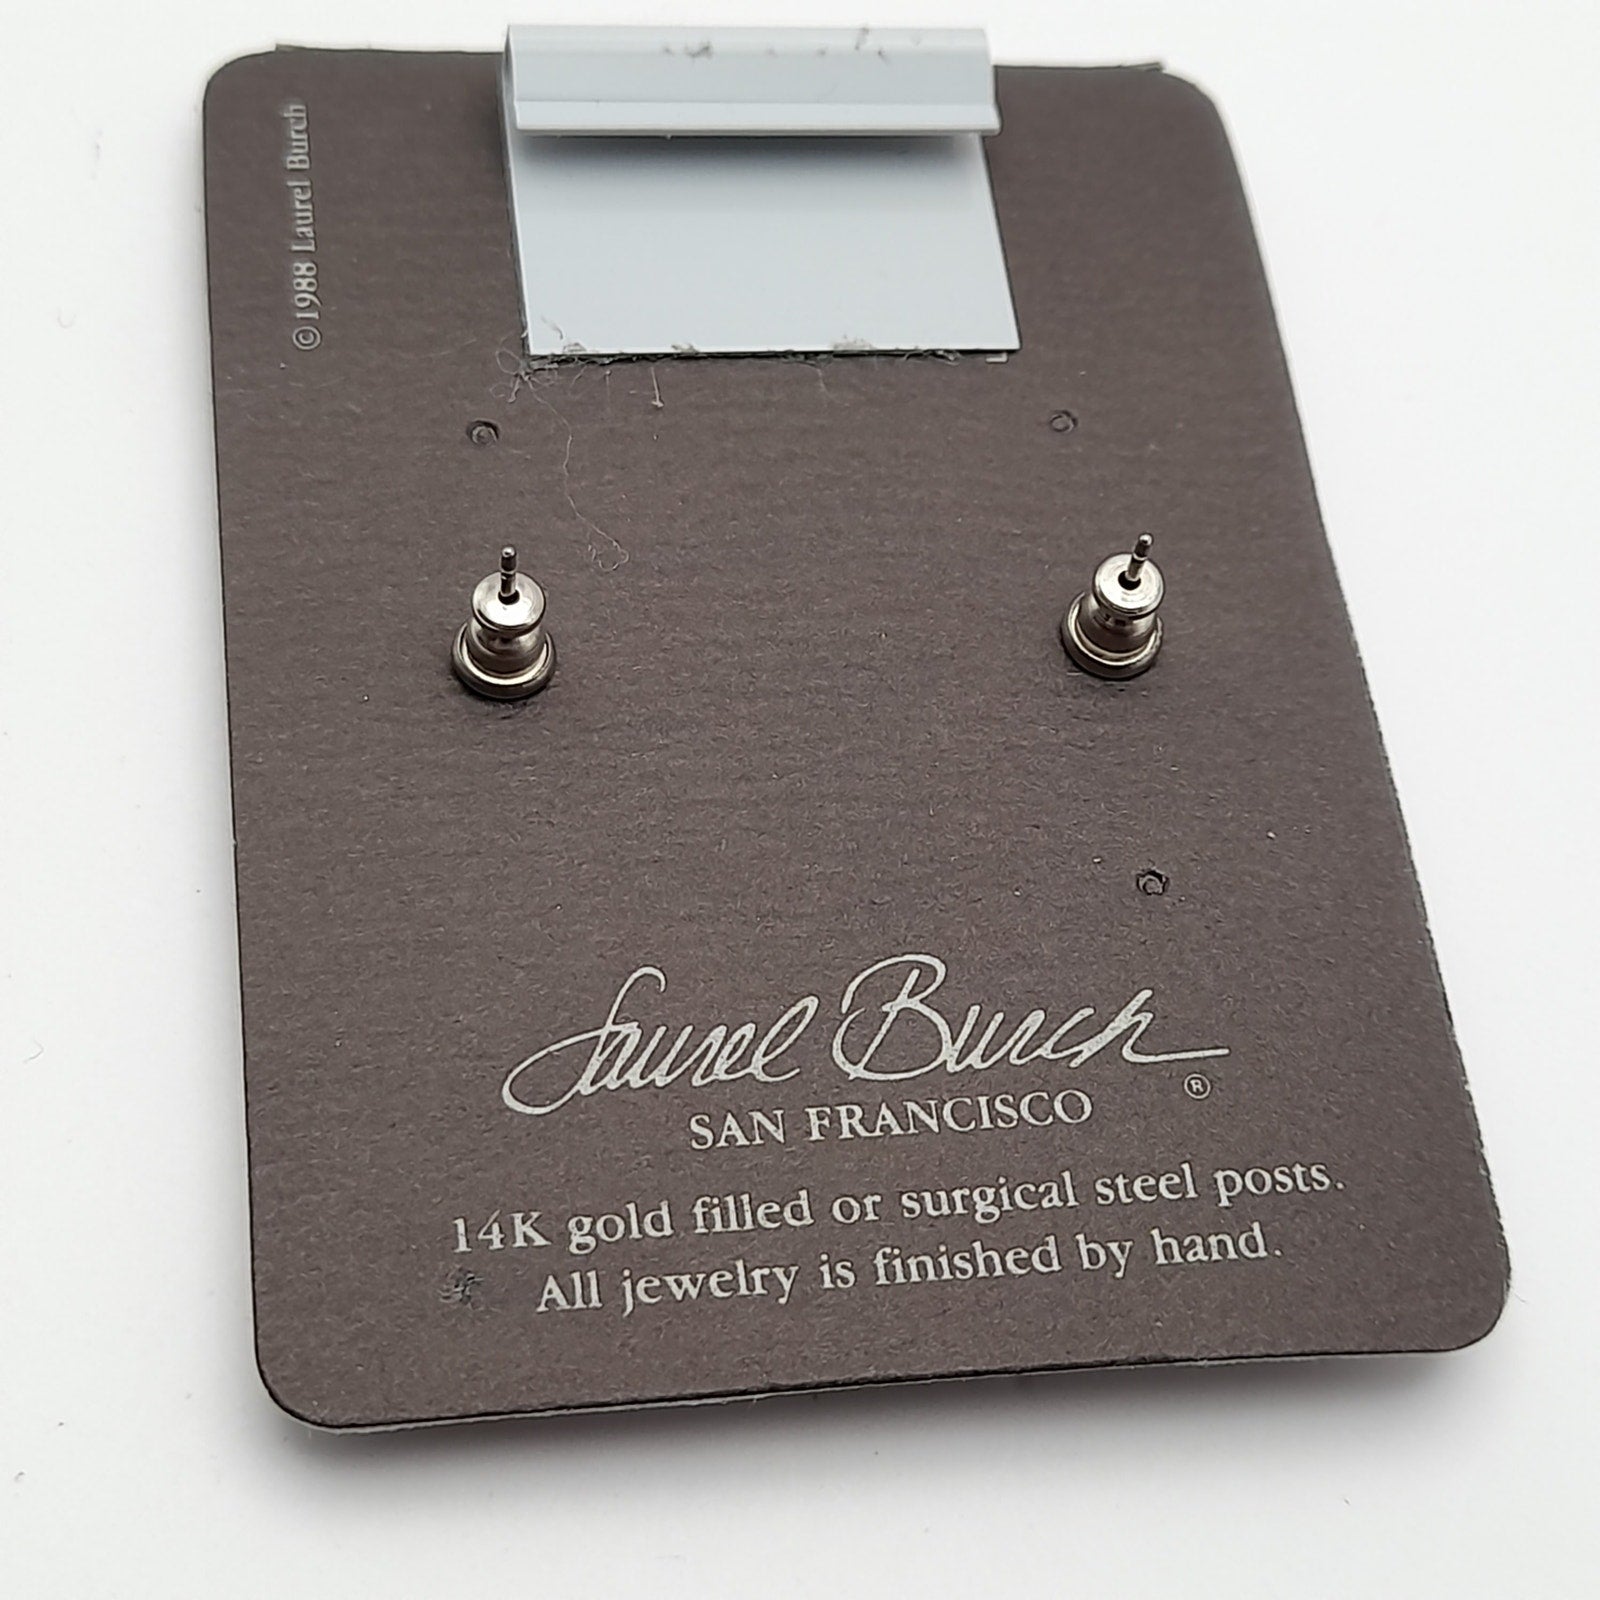 ©1988 Laurel Burch
Laurel Burch
®
SAN FRANCISCO
14K gold filled or surgical steel posts.
All jewelry is finished by hand.